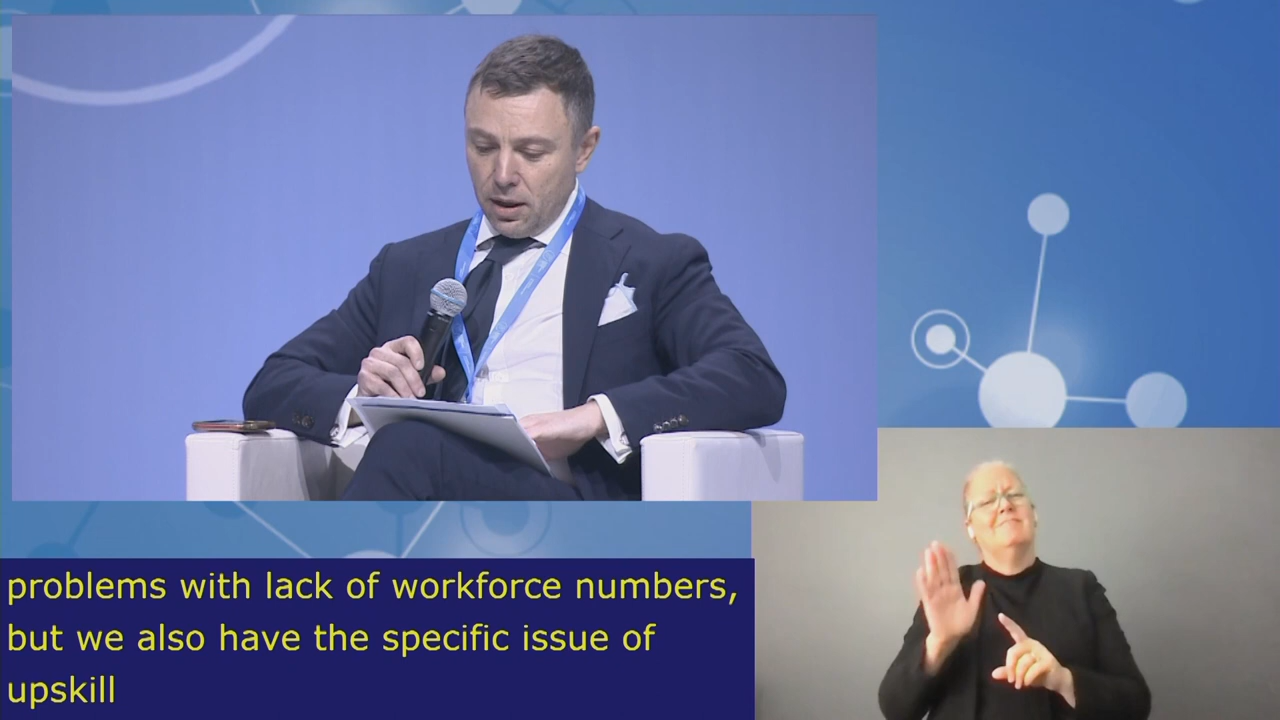 problems with lack of workforce numbers,
but we also have the specific issue of
upskill